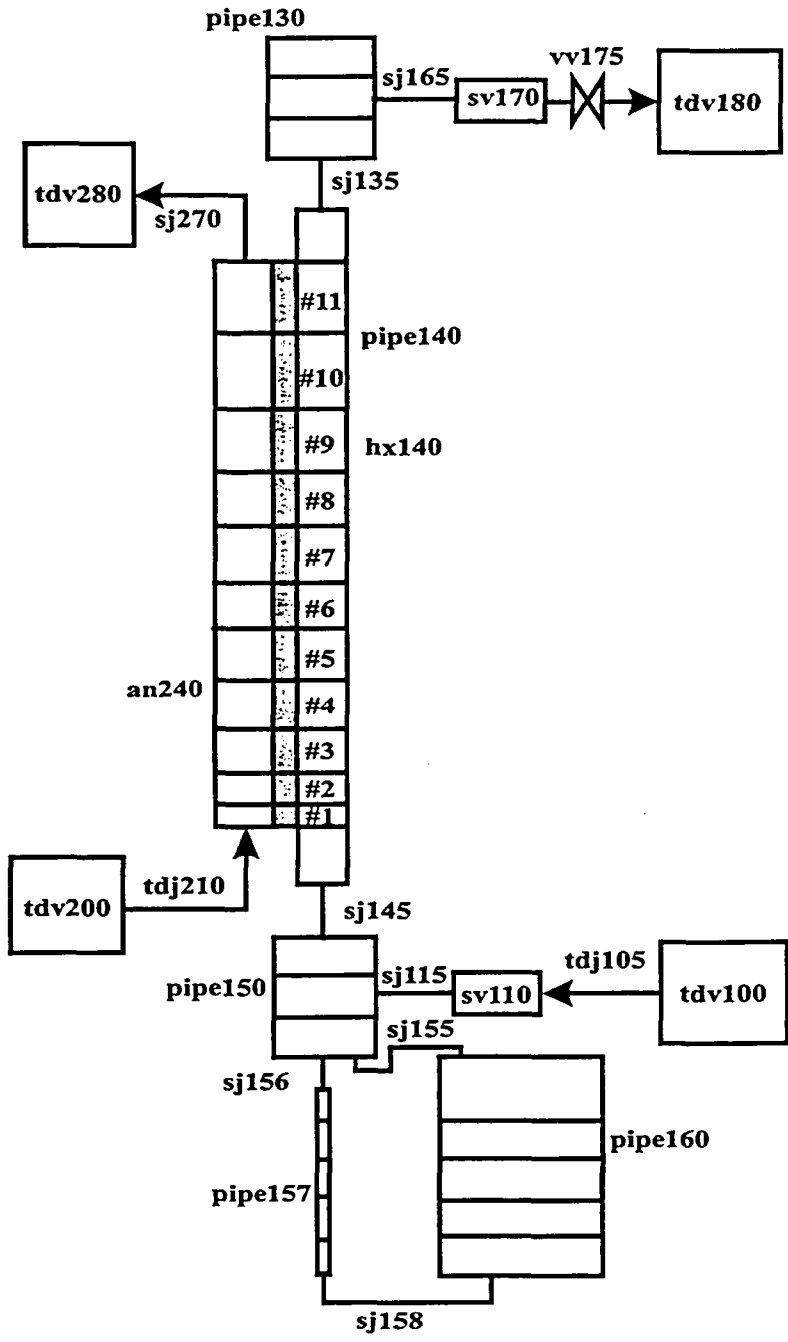 pipe130
vv175
sj165
sv170
tdv180
sj135
tdv280
sj270
#11
pipe140
#10
#9
hx140
#8
#7
#6
#5
an240
#4
#3
#2
#1
tdj210
tdv200
sj145
tdj105
pipe150
sj115
sv110
tdv100
sj155
sj156
pipe160
pipe157
sj158